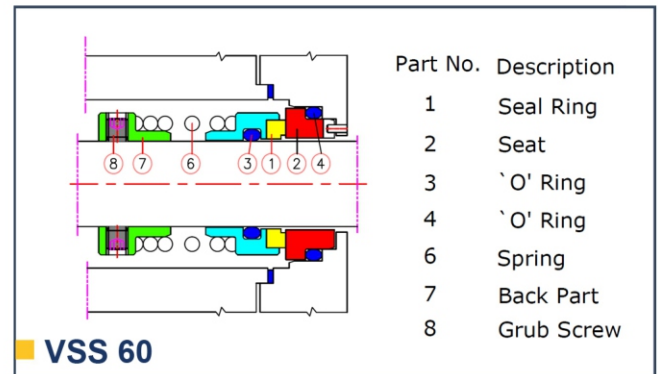 Part No. Description
1 Seal Ring
2 Seat
3 `O' Ring
4 `O' Ring
6 Spring
7 Back Part
8 Grub Screw
8 7 6 3 1 2 4
VSS 60